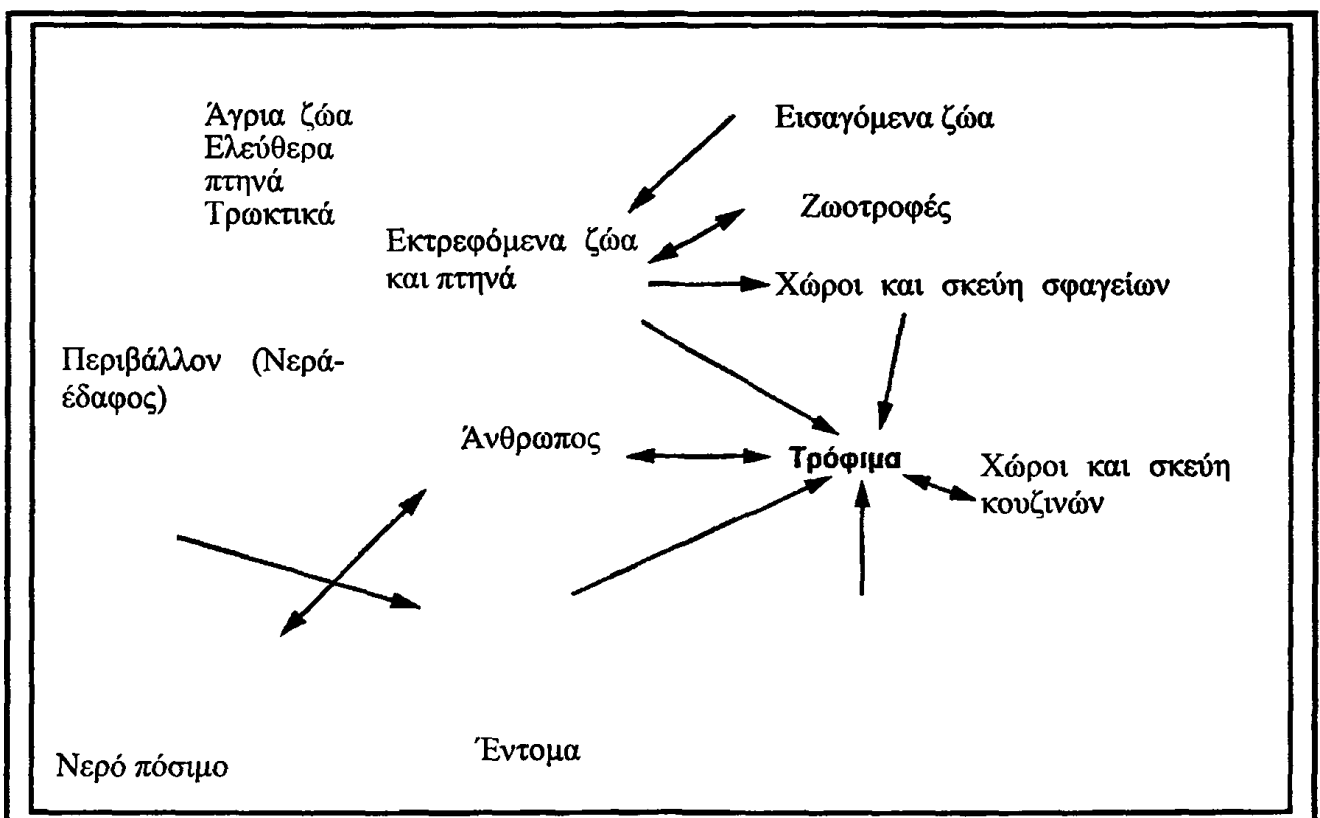 Άγρια ζώα
Ελεύθερα
πτηνά
Τρωκτικά
Εισαγόμενα ζώα
Ζωοτροφές
Εκτρεφόμενα ζώα
και πτηνά
Χώροι και σκεύη σφαγείων
Περιβάλλον (Νερά-
έδαφος)
Άνθρωπος
Τρόφιμα
Χώροι και σκεύη
κουζινών
Νερό πόσιμο
Έντομα